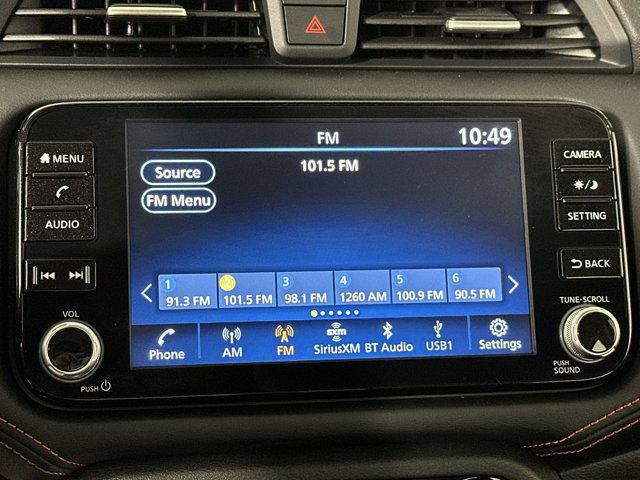 FM
10:49
101.5 FM
Source
FM Menu
1 2 3 4 5 6
91.3 FM 101.5 FM 98.1 FM 1260 AM 100.9 FM 90.5 FM
Phone
AM
FM
sxm
SiriusXM
BT Audio
USB1
Settings
MENU
AUDIO
VOL
PUSH
CAMERA
SETTING
BACK
TUNE·SCROLL
PUSH
SOUND